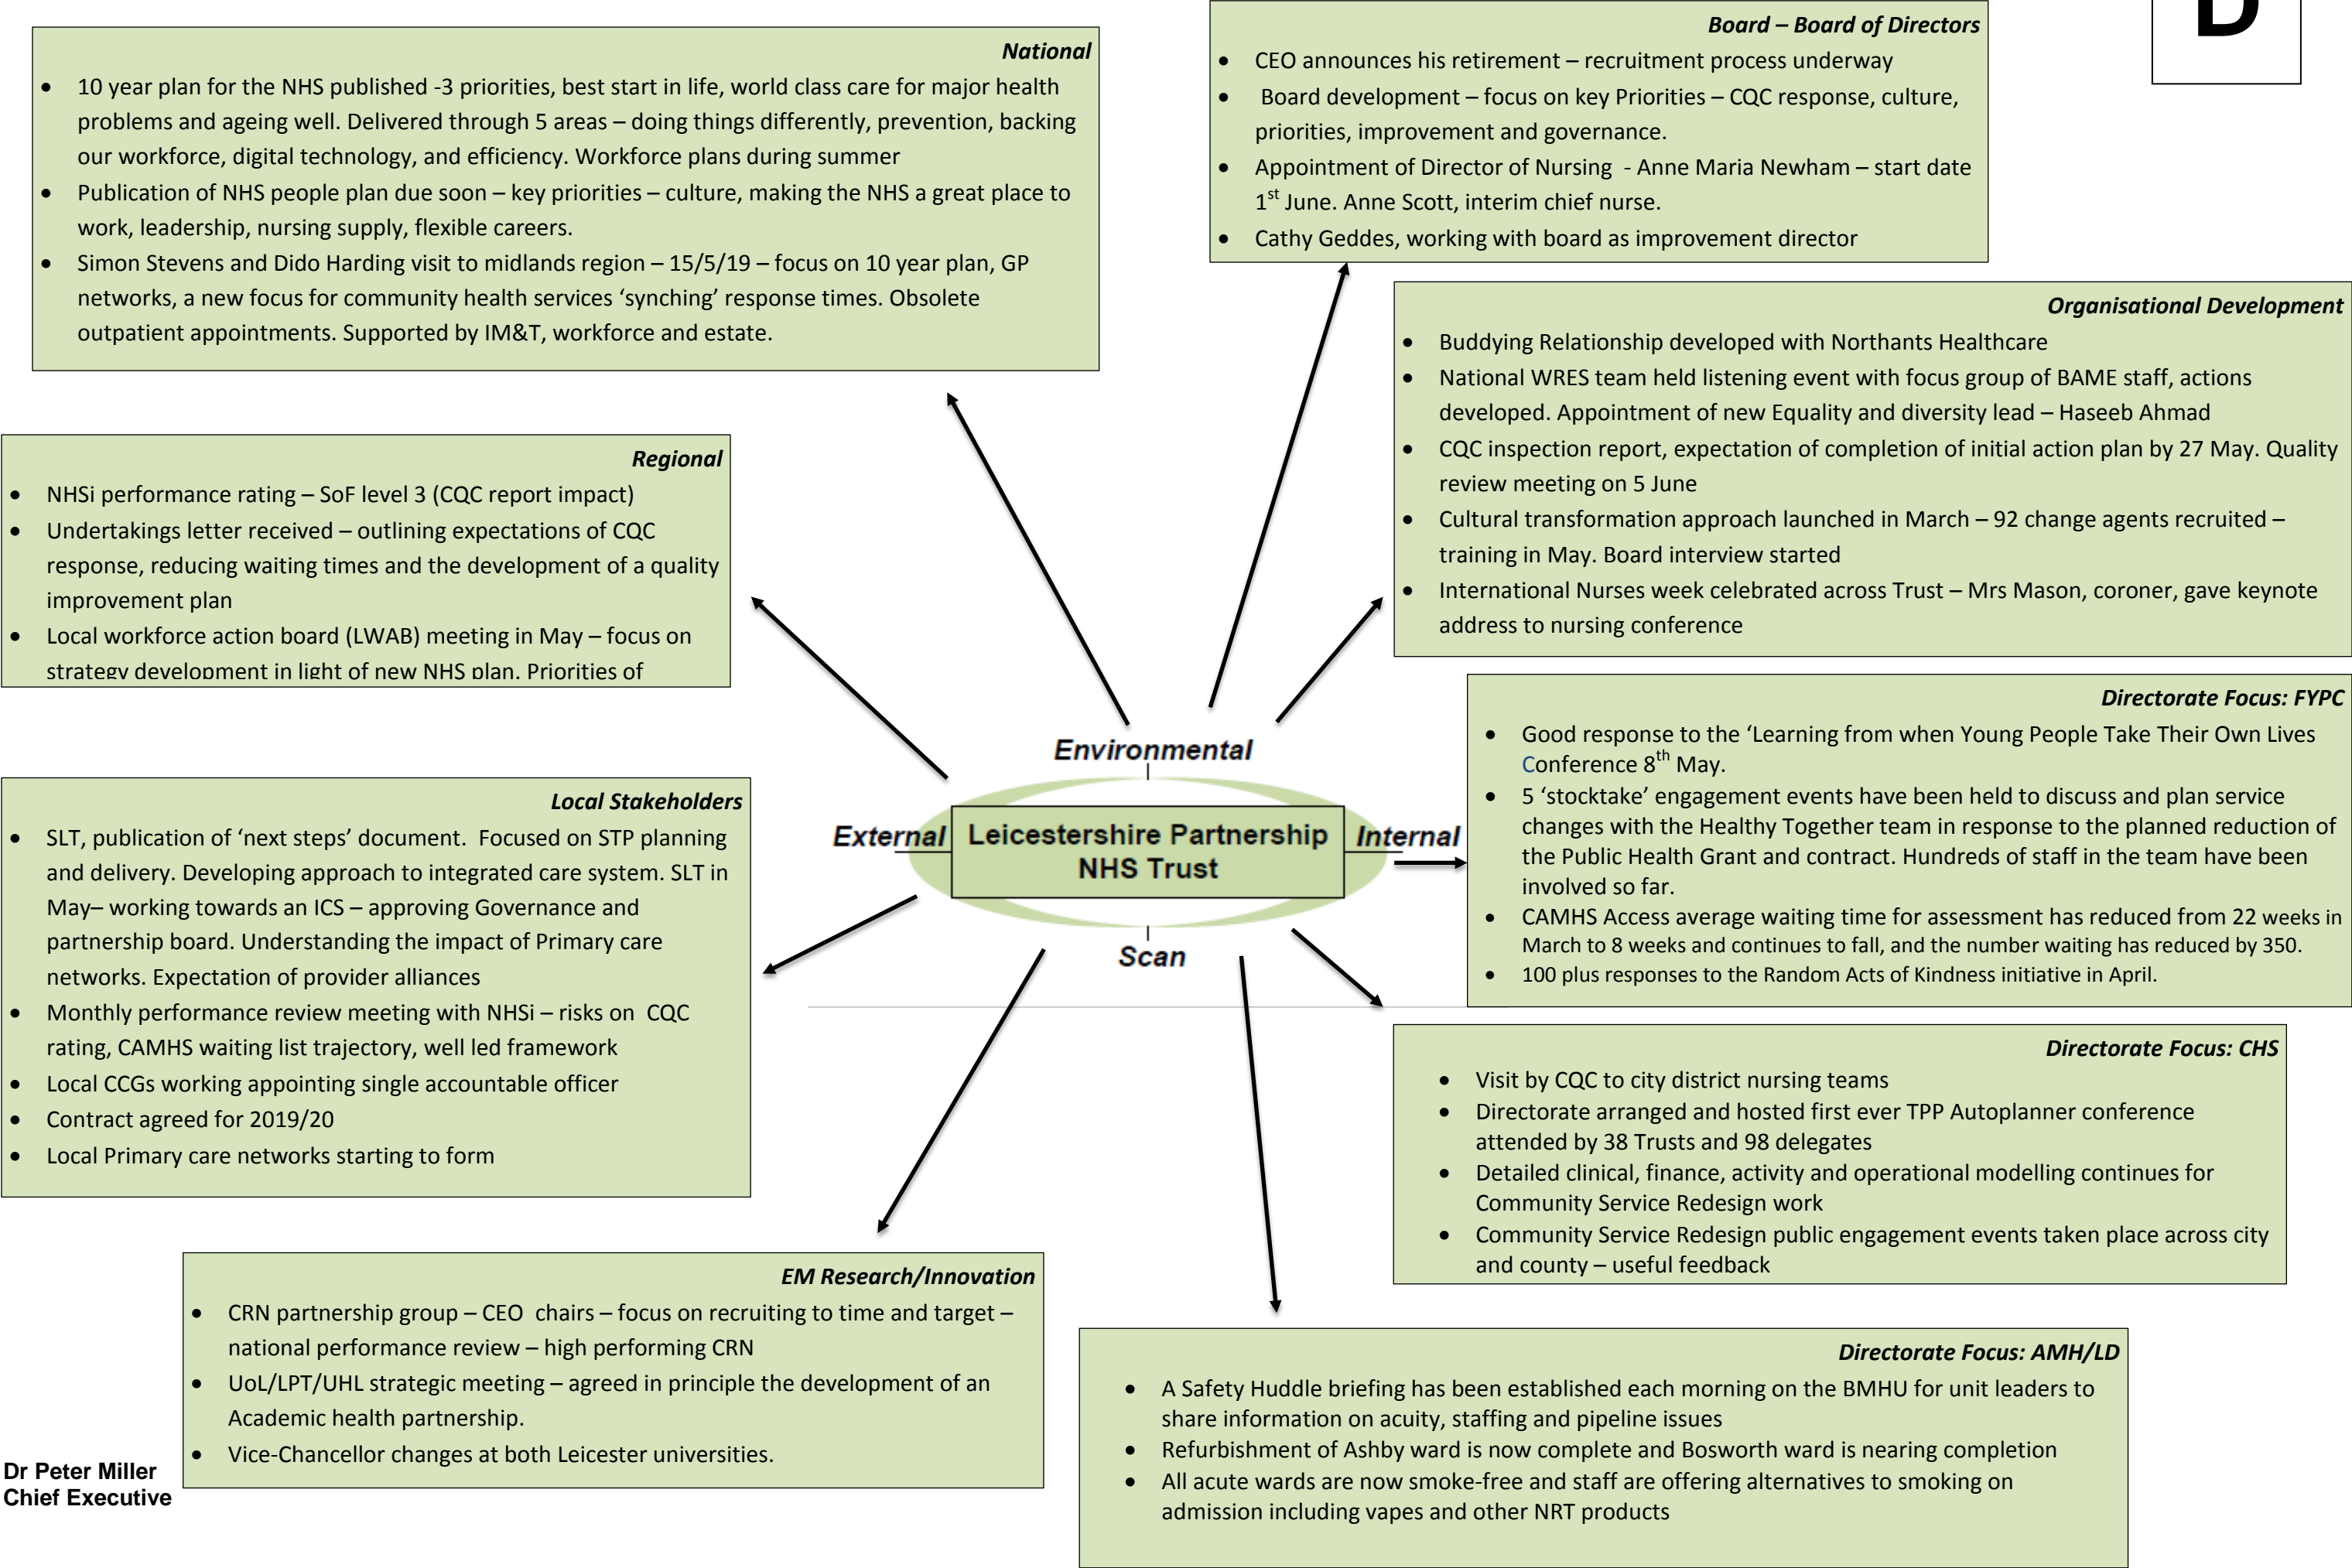 D
National
• 10 year plan for the NHS published -3 priorities, best start in life, world class care for major health
problems and ageing well. Delivered through 5 areas – doing things differently, prevention, backing
our workforce, digital technology, and efficiency. Workforce plans during summer
• Publication of NHS people plan due soon – key priorities – culture, making the NHS a great place to
work, leadership, nursing supply, flexible careers.
• Simon Stevens and Dido Harding visit to midlands region – 15/5/19 – focus on 10 year plan, GP
networks, a new focus for community health services ‘synching’ response times. Obsolete
outpatient appointments. Supported by IM&T, workforce and estate.
Board – Board of Directors
• CEO announces his retirement – recruitment process underway
• Board development – focus on key Priorities – CQC response, culture,
priorities, improvement and governance.
• Appointment of Director of Nursing - Anne Maria Newham – start date
1st June. Anne Scott, interim chief nurse.
• Cathy Geddes, working with board as improvement director
Organisational Development
• Buddying Relationship developed with Northants Healthcare
• National WRES team held listening event with focus group of BAME staff, actions
developed. Appointment of new Equality and diversity lead – Haseeb Ahmad
• CQC inspection report, expectation of completion of initial action plan by 27 May. Quality
review meeting on 5 June
• Cultural transformation approach launched in March – 92 change agents recruited –
training in May. Board interview started
• International Nurses week celebrated across Trust – Mrs Mason, coroner, gave keynote
address to nursing conference
Regional
• NHSi performance rating – SoF level 3 (CQC report impact)
• Undertakings letter received – outlining expectations of CQC
response, reducing waiting times and the development of a quality
improvement plan
• Local workforce action board (LWAB) meeting in May – focus on
strategy development in light of new NHS plan. Priorities of
Directorate Focus: FYPC
• Good response to the ‘Learning from when Young People Take Their Own Lives
Conference 8th May.
• 5 ‘stocktake’ engagement events have been held to discuss and plan service
changes with the Healthy Together team in response to the planned reduction of
the Public Health Grant and contract. Hundreds of staff in the team have been
involved so far.
• CAMHS Access average waiting time for assessment has reduced from 22 weeks in
March to 8 weeks and continues to fall, and the number waiting has reduced by 350.
• 100 plus responses to the Random Acts of Kindness initiative in April.
Environmental
External
Leicestershire Partnership
NHS Trust
Internal
Scan
Local Stakeholders
• SLT, publication of ‘next steps’ document. Focused on STP planning
and delivery. Developing approach to integrated care system. SLT in
May– working towards an ICS – approving Governance and
partnership board. Understanding the impact of Primary care
networks. Expectation of provider alliances
• Monthly performance review meeting with NHSi – risks on CQC
rating, CAMHS waiting list trajectory, well led framework
• Local CCGs working appointing single accountable officer
• Contract agreed for 2019/20
• Local Primary care networks starting to form
Directorate Focus: CHS
• Visit by CQC to city district nursing teams
• Directorate arranged and hosted first ever TPP Autoplanner conference
attended by 38 Trusts and 98 delegates
• Detailed clinical, finance, activity and operational modelling continues for
Community Service Redesign work
• Community Service Redesign public engagement events taken place across city
and county – useful feedback
EM Research/Innovation
• CRN partnership group – CEO chairs – focus on recruiting to time and target –
national performance review – high performing CRN
• UoL/LPT/UHL strategic meeting – agreed in principle the development of an
Academic health partnership.
• Vice-Chancellor changes at both Leicester universities.
Directorate Focus: AMH/LD
• A Safety Huddle briefing has been established each morning on the BMHU for unit leaders to
share information on acuity, staffing and pipeline issues
• Refurbishment of Ashby ward is now complete and Bosworth ward is nearing completion
• All acute wards are now smoke-free and staff are offering alternatives to smoking on
admission including vapes and other NRT products
Dr Peter Miller
Chief Executive